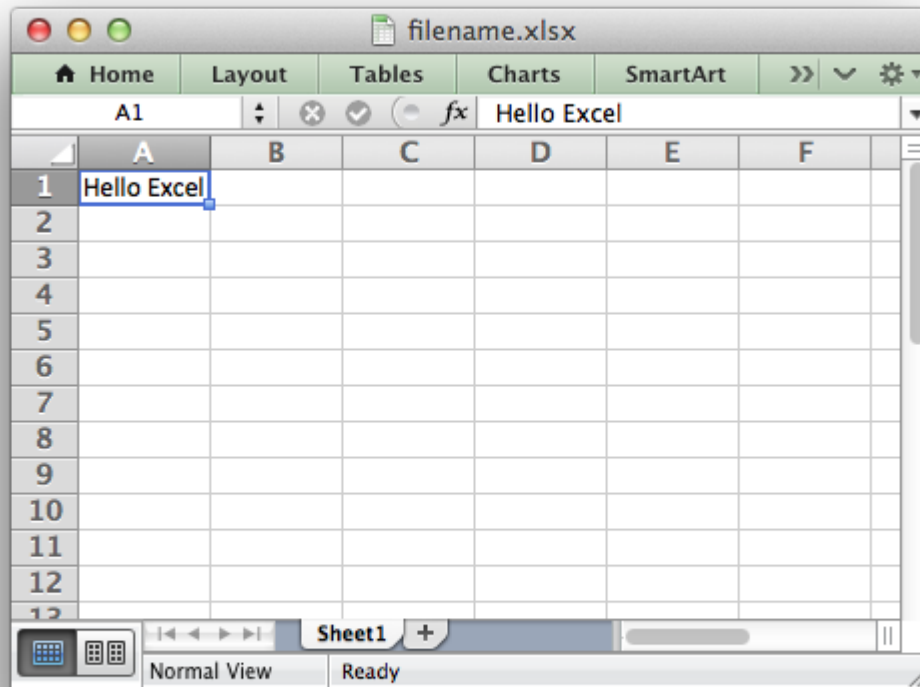 filename.xlsx
Home Layout Tables Charts SmartArt
A1 fx Hello Excel
A B C D E F
1 Hello Excel
2
3
4
5
6
7
8
9
10
11
12
13
Sheet1 +
Normal View Ready